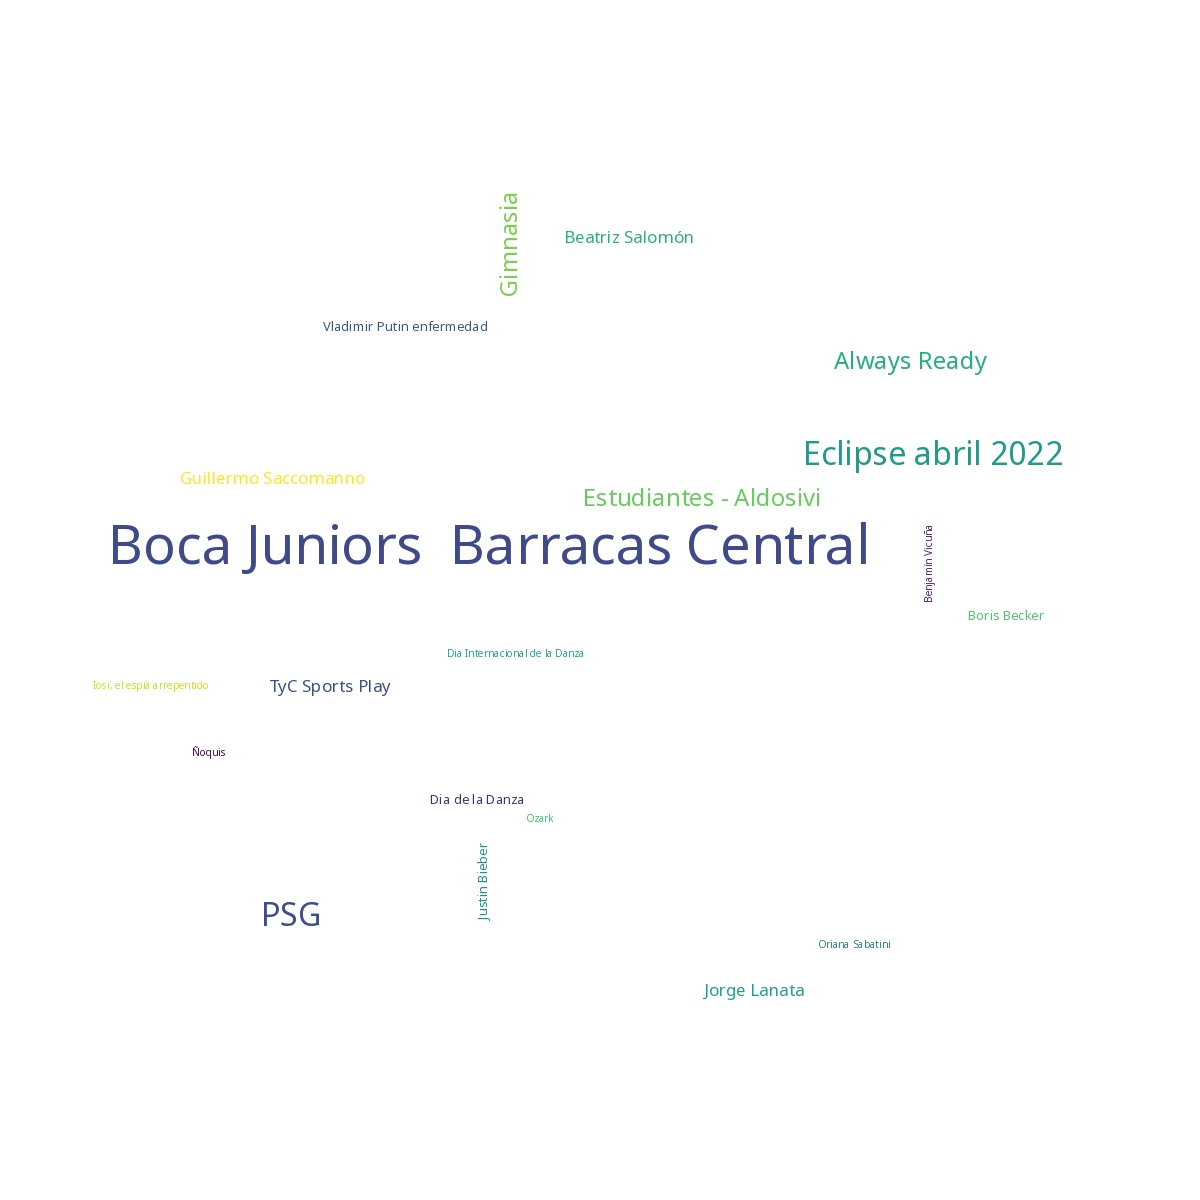 Gimnasia
Beatriz Salomón
Vladimir Putin enfermedad
Always Ready
Eclipse abril 2022
Guillermo Saccomanno
Estudiantes - Aldosivi
Boca Juniors
Barracas Central
Benjamín Vicuña
Boris Becker
Dia Internacional de la Danza
Iosi, el espía arrepentido
TyC Sports Play
Ñoquis
Dia de la Danza
Ozark
Justin Bieber
PSG
Oriana Sabatini
Jorge Lanata